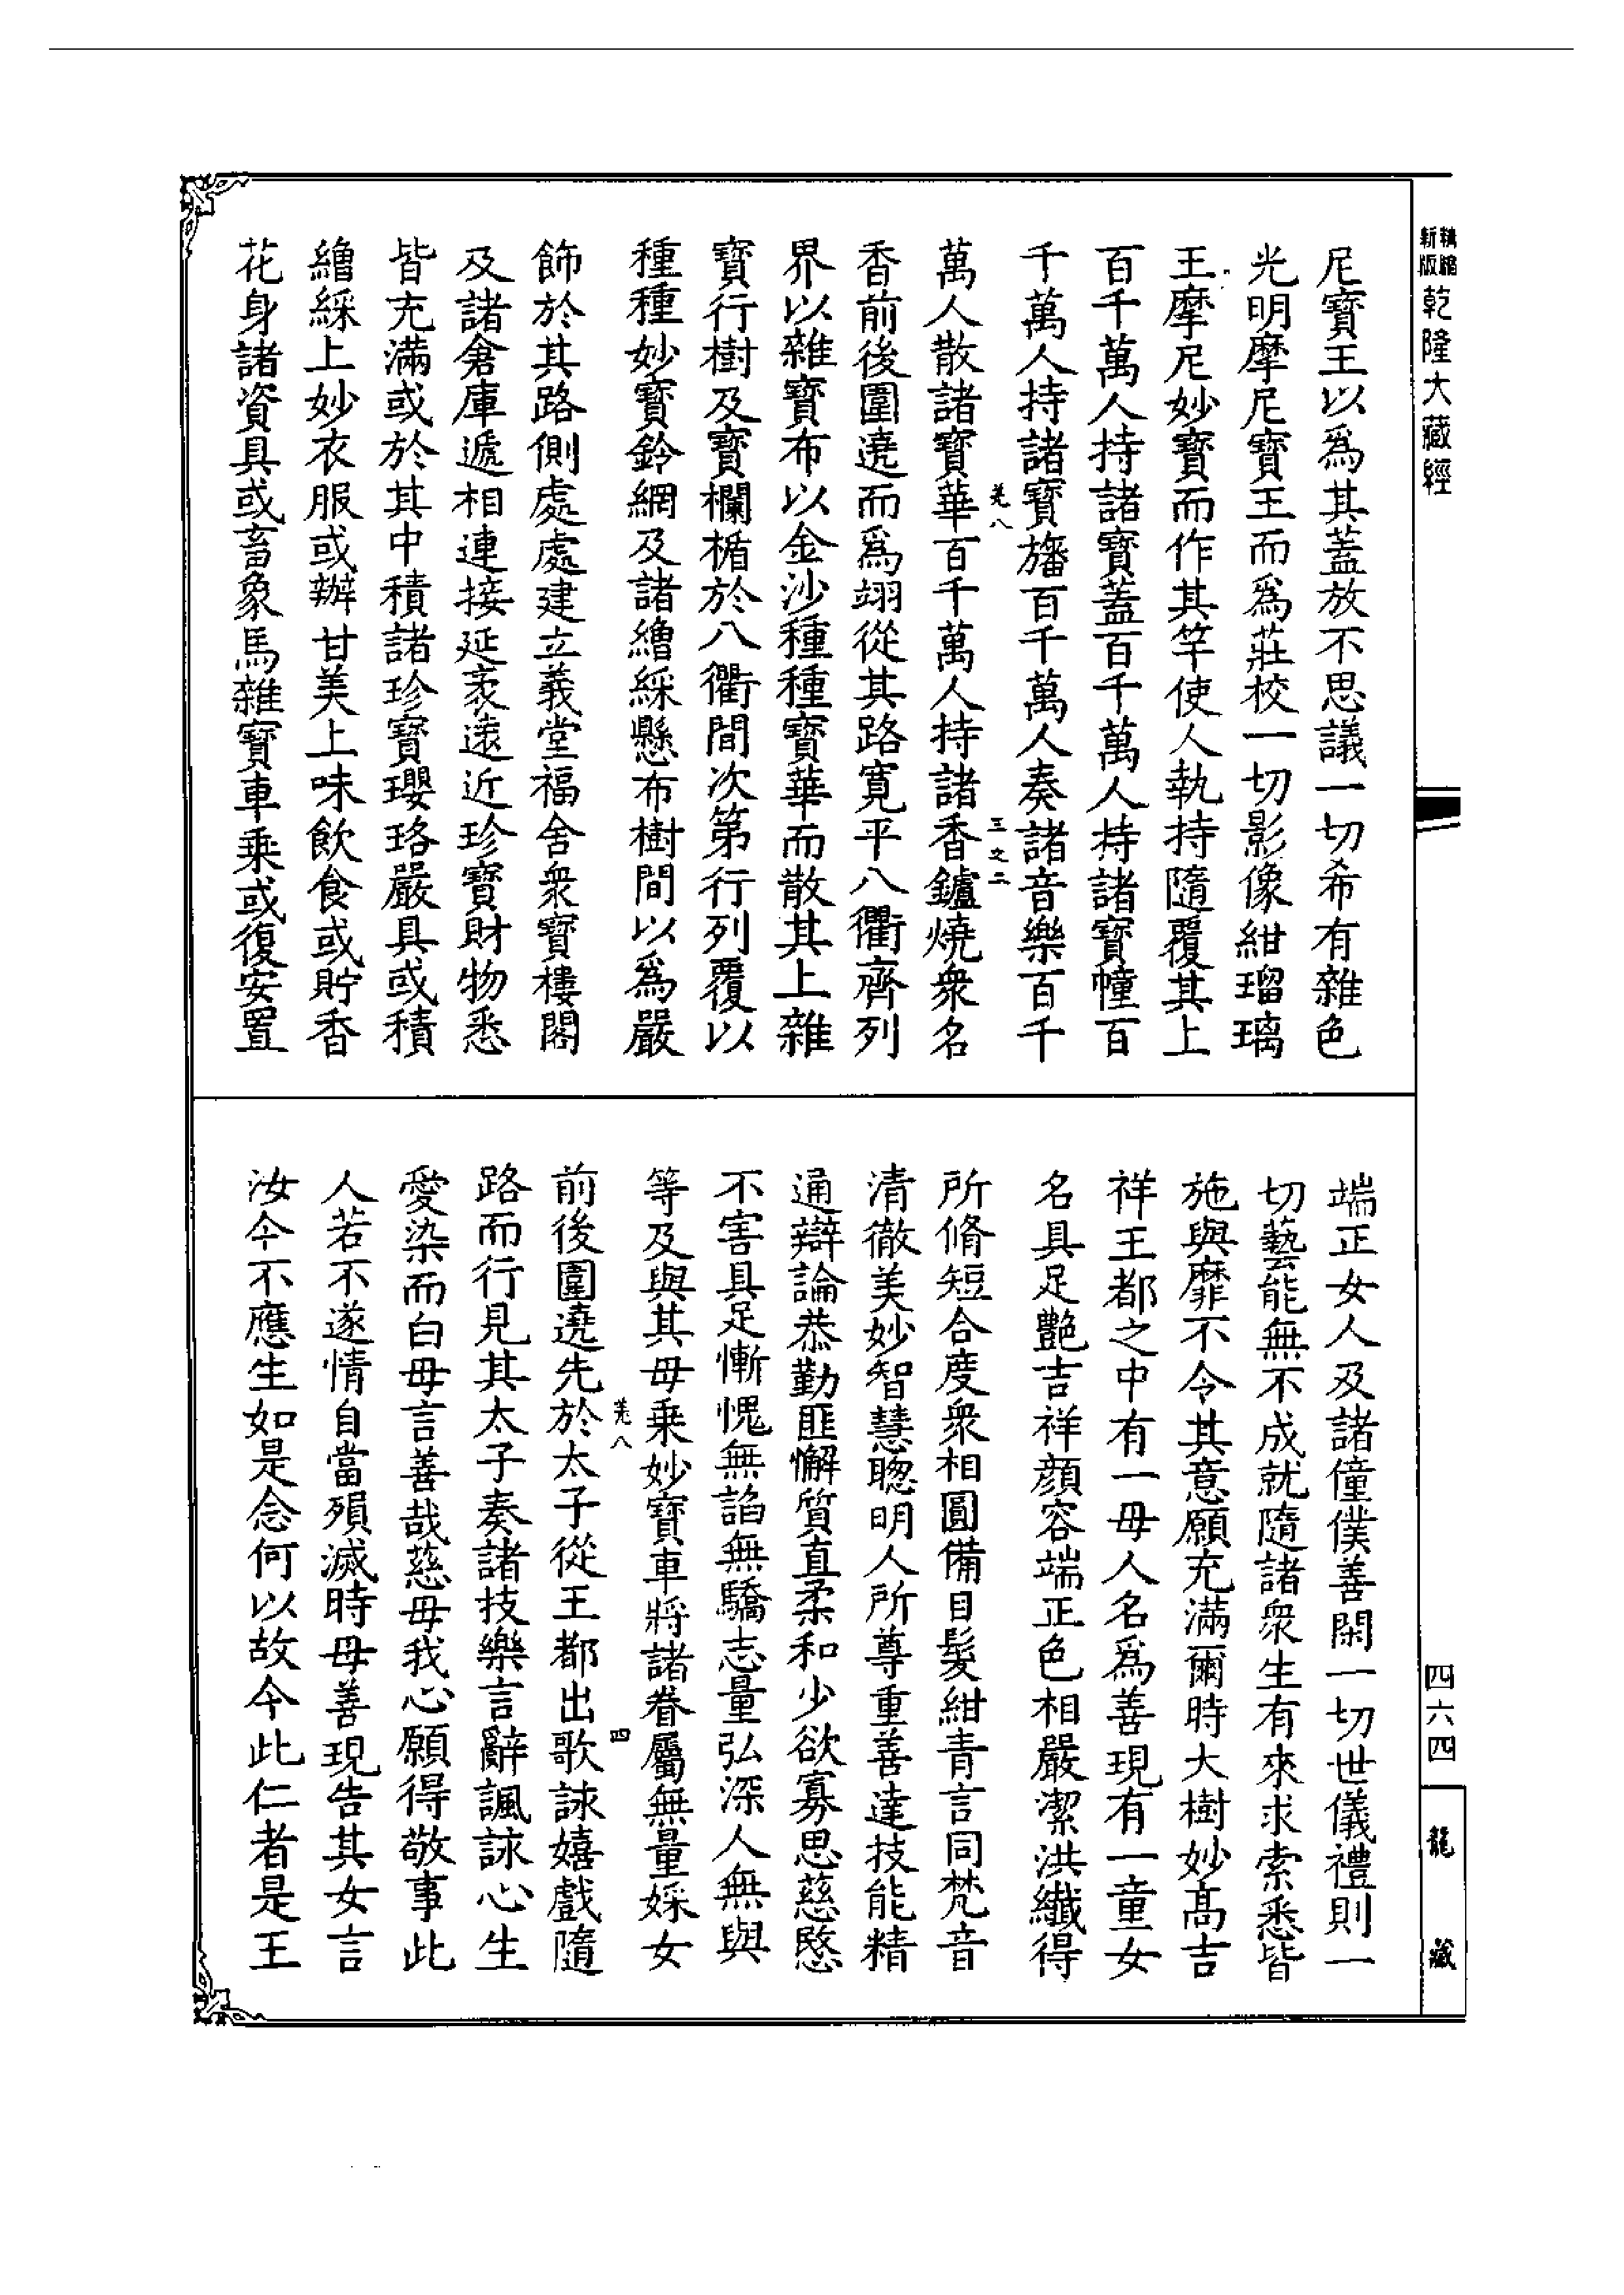 精縮新版乾隆大藏經
尼寶王以爲其蓋放不思議一切希有雜色
光明摩尼寶王而爲莊校一切影像紺瑠璃
王摩尼妙寶而作其竿使人執持隨覆其上
百千萬人持諸寶蓋百千萬人持諸寶幢百
千萬人持諸寶旛百千萬人奏諸音樂百千
羌八 三之二
萬人散諸寶華百千萬人持諸香鑪燒衆名
香前後圍遶而爲翊從其路寬平八衢齊列
界以雜寶布以金沙種種寶華而散其上雜
寶行樹及寶欄楯於八衢間次第行列覆以
種種妙寶鈴網及諸繒綵懸布樹間以爲嚴
飾於其路側處處建立義堂福舍衆寶樓閣
及諸倉庫遞相連接延袤遠近珍寶財物悉
皆充滿或於其中積諸珍寶瓔珞嚴具或積
繒綵上妙衣服或辦甘美上味飲食或貯香
花身諸資具或畜象馬雜寶車乘或復安置
端正女人及諸僮僕善閑一切世儀禮則一
切藝能無不成就隨諸衆生有來求索悉皆
施與靡不令其意願充滿爾時大樹妙高吉
祥王都之中有一母人名爲善現有一童女
名具足艷吉祥顔容端正色相嚴潔洪纖得
所脩短合度衆相圓備目髮紺青言同梵音
清徹美妙智慧聰明人所尊重善達技能精
通辯論恭勤匪懈質直柔和少欲寡思慈愍
不害具足慚愧無諂無驕志量弘深人無與
等及與其母乘妙寶車將諸眷屬無量婇女
羌八 四
前後圍遶先於太子從王都出歌詠嬉戲隨
路而行見其太子奏諸技樂言辭諷詠心生
愛染而白母言善哉慈母我心願得敬事此
人若不遂情自當殞滅時母善現告其女言
汝今不應生如是念何以故今此仁者是王
四六四
龍藏